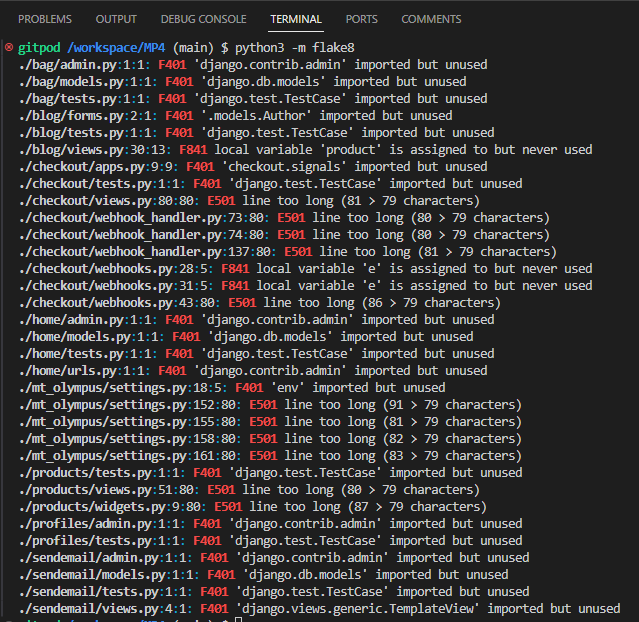 PROBLEMS OUTPUT DEBUG CONSOLE TERMINAL PORTS COMMENTS
gitpod /workspace/MP4 (main) $ python3 -m flake8
./bag/admin.py:1:1: F401 'django.contrib.admin' imported but unused
./bag/models.py:1:1: F401 'django.db.models' imported but unused
./bag/tests.py:1:1: F401 'django.test.TestCase' imported but unused
./blog/forms.py:2:1: F401 '.models.Author' imported but unused
./blog/tests.py:1:1: F401 'django.test.TestCase' imported but unused
./blog/views.py:30:13: F841 local variable 'product' is assigned to but never used
./checkout/apps.py:9:9: F401 'checkout.signals' imported but unused
./checkout/tests.py:1:1: F401 'django.test.TestCase' imported but unused
./checkout/views.py:80:80: E501 line too long (81 > 79 characters)
./checkout/webhook_handler.py:73:80: E501 line too long (80 > 79 characters)
./checkout/webhook_handler.py:74:80: E501 line too long (80 > 79 characters)
./checkout/webhook_handler.py:137:80: E501 line too long (81 > 79 characters)
./checkout/webhooks.py:28:5: F841 local variable 'e' is assigned to but never used
./checkout/webhooks.py:31:5: F841 local variable 'e' is assigned to but never used
./checkout/webhooks.py:43:80: E501 line too long (86 > 79 characters)
./home/admin.py:1:1: F401 'django.contrib.admin' imported but unused
./home/models.py:1:1: F401 'django.db.models' imported but unused
./home/tests.py:1:1: F401 'django.test.TestCase' imported but unused
./home/urls.py:1:1: F401 'django.contrib.admin' imported but unused
./mt_olympus/settings.py:18:5: F401 'env' imported but unused
./mt_olympus/settings.py:152:80: E501 line too long (91 > 79 characters)
./mt_olympus/settings.py:155:80: E501 line too long (81 > 79 characters)
./mt_olympus/settings.py:158:80: E501 line too long (82 > 79 characters)
./mt_olympus/settings.py:161:80: E501 line too long (83 > 79 characters)
./products/tests.py:1:1: F401 'django.test.TestCase' imported but unused
./products/views.py:51:80: E501 line too long (80 > 79 characters)
./products/widgets.py:9:80: E501 line too long (87 > 79 characters)
./profiles/admin.py:1:1: F401 'django.contrib.admin' imported but unused
./profiles/tests.py:1:1: F401 'django.test.TestCase' imported but unused
./sendemail/admin.py:1:1: F401 'django.contrib.admin' imported but unused
./sendemail/models.py:1:1: F401 'django.db.models' imported but unused
./sendemail/tests.py:1:1: F401 'django.test.TestCase' imported but unused
./sendemail/views.py:4:1: F401 'django.views.generic.TemplateView' imported but unused